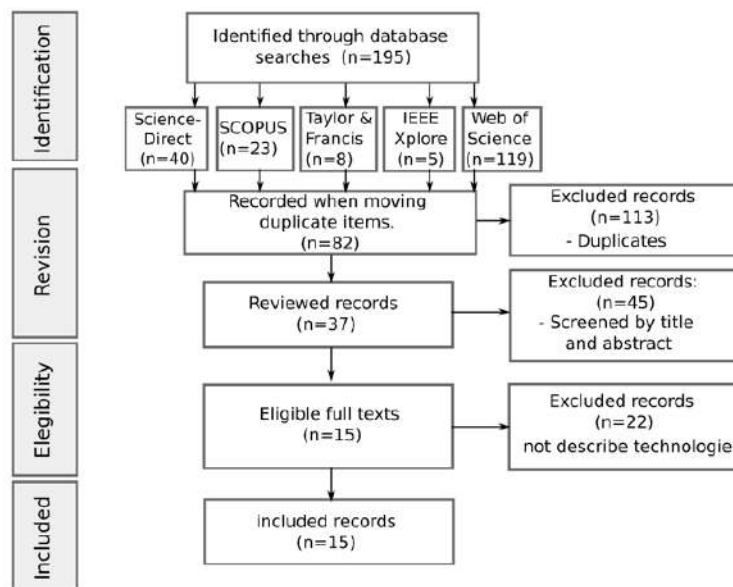 Identification
Identified through database
searches (n=195)
Science-
Direct
(n=40)
SCOPUS
(n=23)
Taylor &
Francis
(n=8)
IEEE
Xplore
(n=5)
Web of
Science
(n=119)
Revision
Recorded when moving
duplicate items.
(n=82)
Excluded records
(n=113)
- Duplicates
Reviewed records
(n=37)
Excluded records:
(n=45)
- Screened by title
and abstract
Elegibility
Eligible full texts
(n=15)
Excluded records
(n=22)
not describe technologie
Included
included records
(n=15)